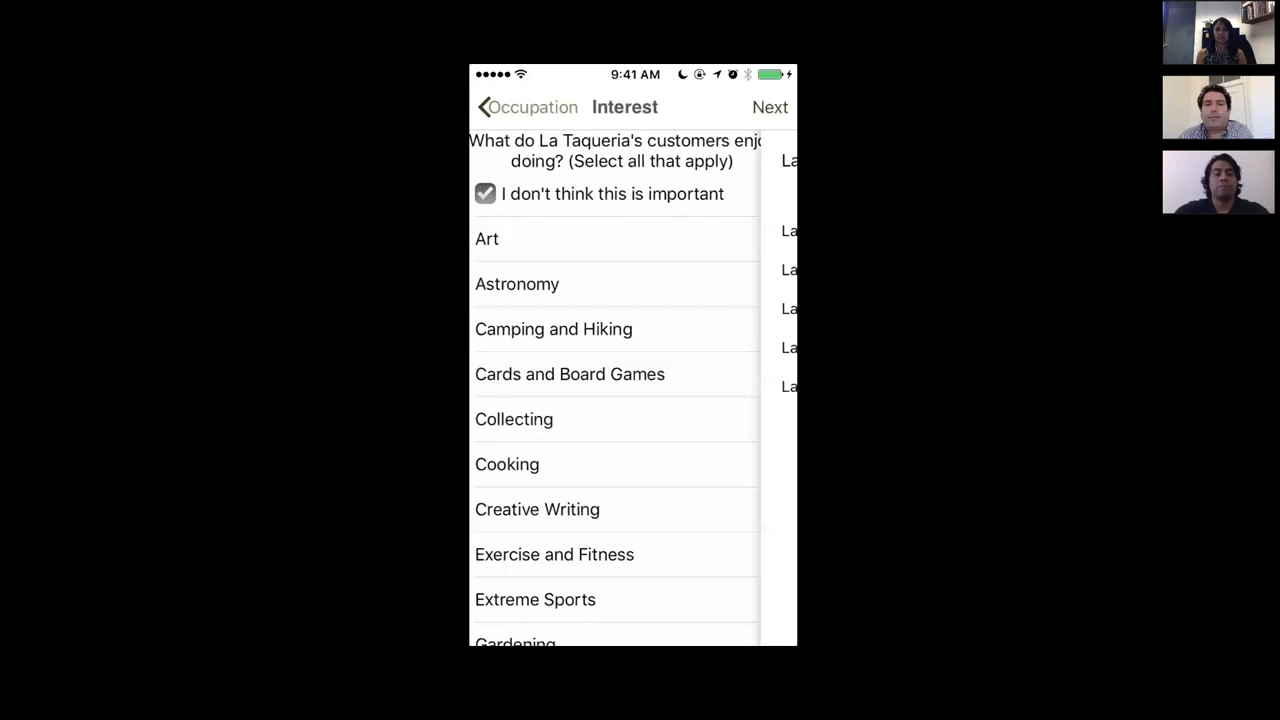 9:41 AM
Occupation Interest Next
What do La Taqueria's customers enjo
doing? (Select all that apply)
I don't think this is important
Art
Astronomy
Camping and Hiking
Cards and Board Games
Collecting
Cooking
Creative Writing
Exercise and Fitness
Extreme Sports
Gardening
La
La
La
La
La
La